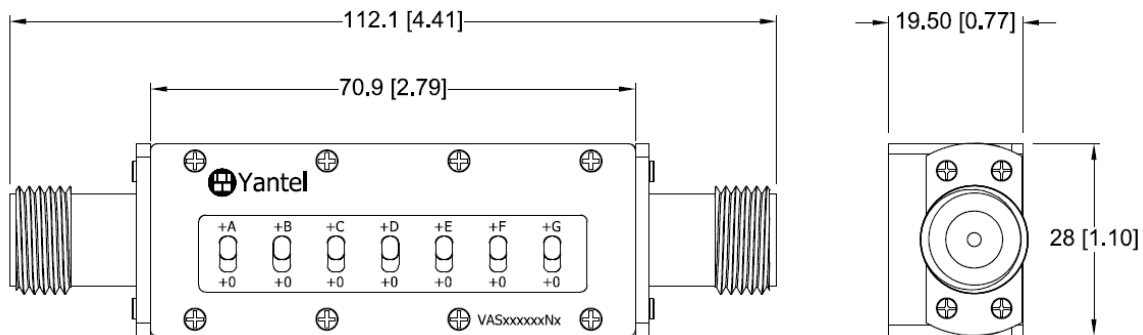 112.1 [4.41]
19.50 [0.77]
70.9 [2.79]
Yantel
+A +B +C +D +E +F +G
+0 +0 +0 +0 +0 +0 +0
28 [1.10]
VASxxxxxxNx